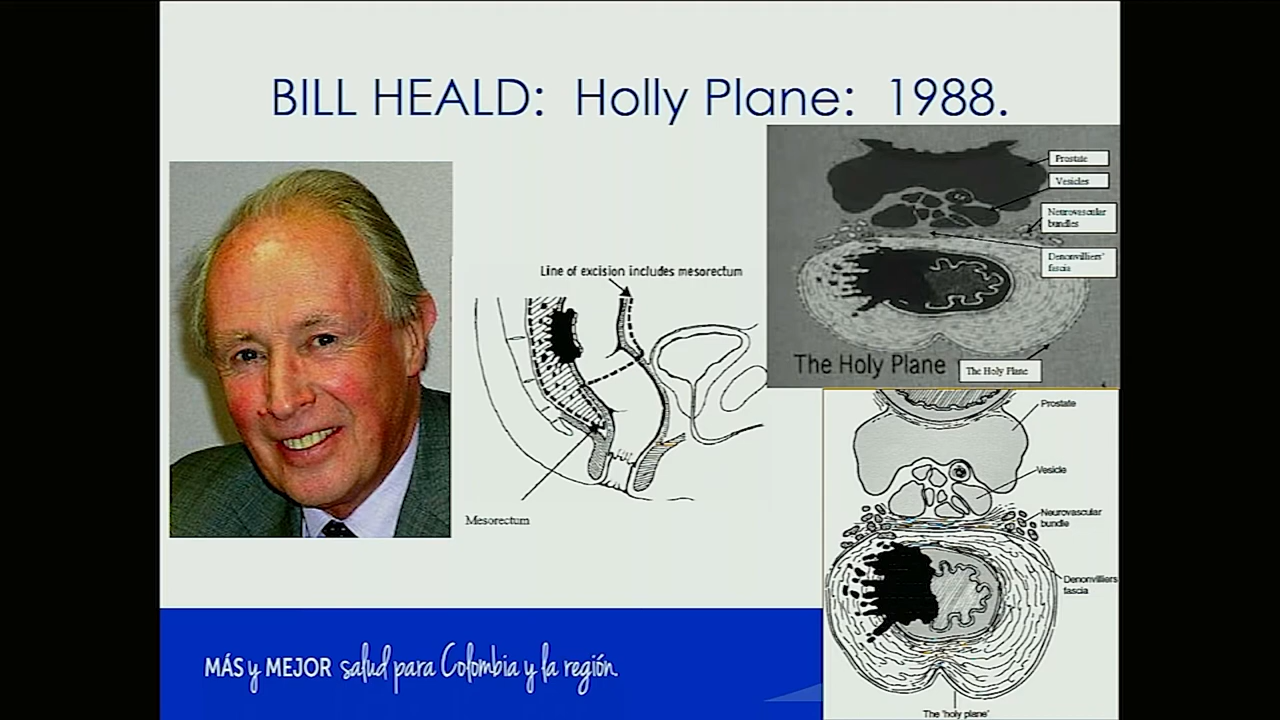 BILL HEALD: Holly Plane: 1988.
Prostate
Vesicles
Neurovascular
bundles
Denonvilliers'
fascia
The Holy Plane
The Holy Plane
Line of excision includes mesorectum
Mesorectum
Prostate
Vesicle
Neurovascular
bundle
Denonvilliers
fascia
The 'holy plane'
MÁS y MEJOR salud para Colombia y la región.